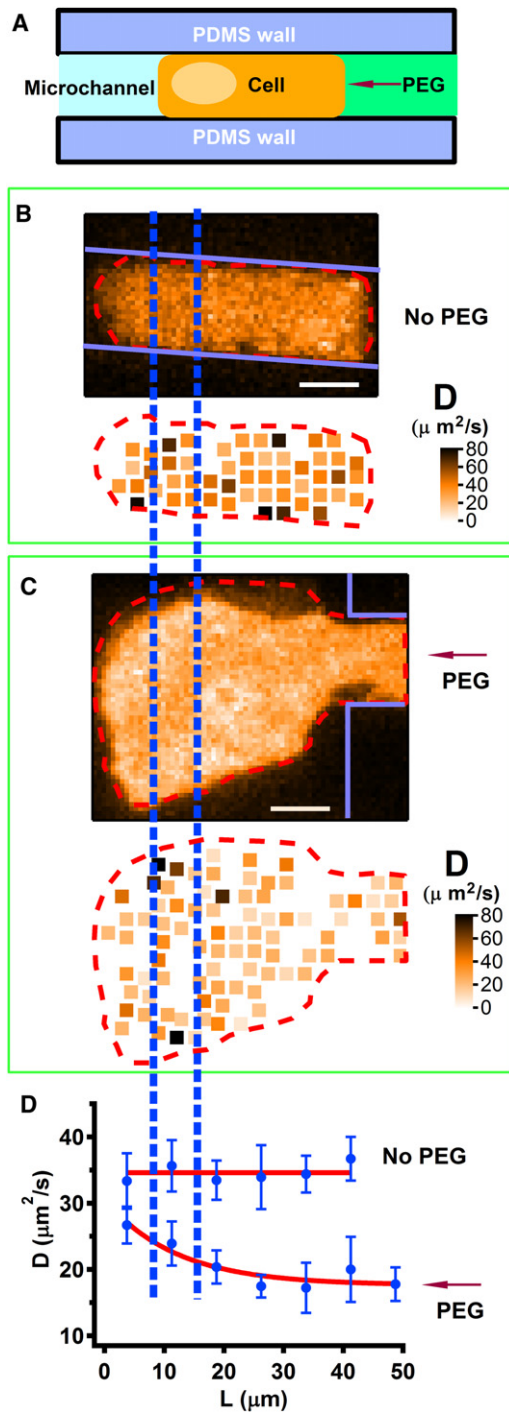 A
PDMS wall
Microchannel
Cell
PEG
PDMS wall
B
No PEG
D
(μ m²/s)
80
60
40
20
0
C
PEG
D
(μ m²/s)
80
60
40
20
0
D
No PEG
PEG
D (μm²/s)
40
30
20
10
0 10 20 30 40 50
L (μm)